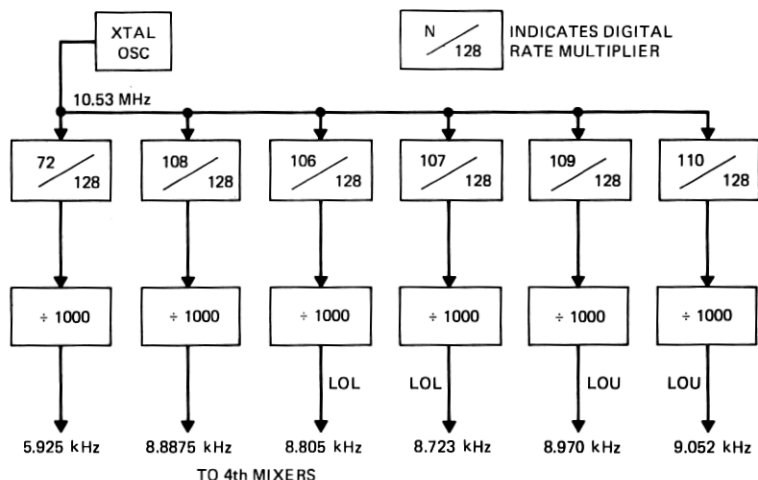 XTAL
OSC
N
128
INDICATES DIGITAL
RATE MULTIPLIER
10.53 MHz
72
128
108
128
106
128
107
128
109
128
110
128
÷ 1000
÷ 1000
÷ 1000
÷ 1000
÷ 1000
÷ 1000
LOL
LOL
LOU
LOU
5.925 kHz
8.8875 kHz
8.805 kHz
8.723 kHz
8.970 kHz
9.052 kHz
TO 4th MIXERS